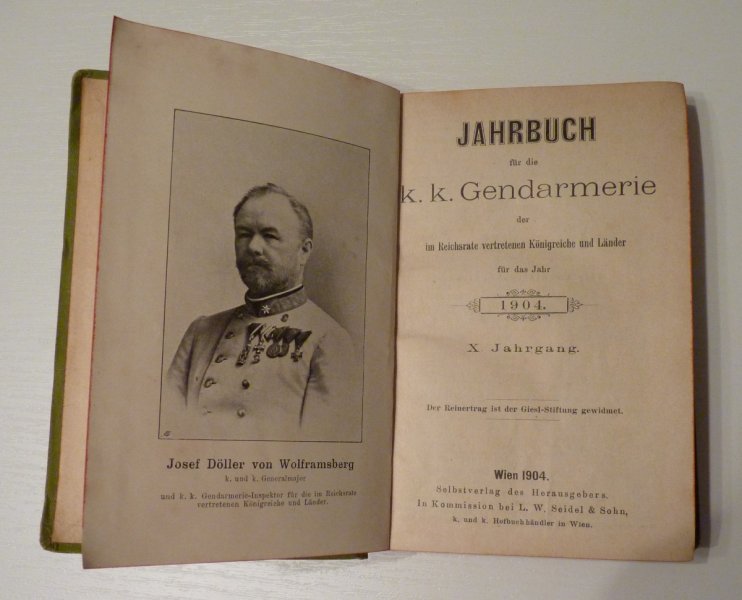 Josef Döller von Wolframsberg
k. und k. Generalmajor
und k. k. Gendarmerie-Inspektor für die im Reichsrate
vertretenen Königreiche und Länder.
JAHRBUCH
für die
k. k. Gendarmerie
der
im Reichsrate vertretenen Königreiche und Länder
für das Jahr
1904.
X. Jahrgang.
Der Reinertrag ist der Giesl-Stiftung gewidmet.
Wien 1904.
Selbstverlag des Herausgebers.
In Kommission bei L. W. Seidel & Sohn,
k. und k. Hofbuchhändler in Wien.